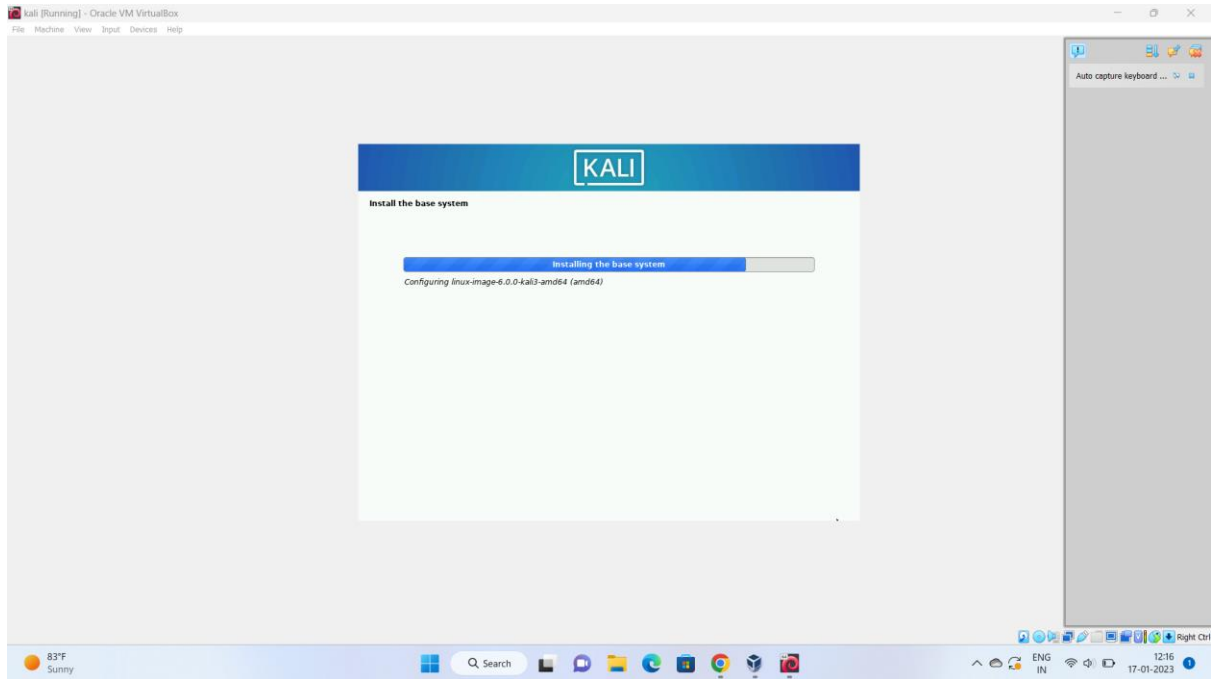 kali [Running] - Oracle VM VirtualBox
File Machine View Input Devices Help
Auto capture keyboard ...
KALI
Install the base system
Installing the base system
Configuring linux-image-6.0.0-kali3-amd64 (amd64)
Right Ctrl
83°F
Sunny
Search
ENG
IN
12:16
17-01-2023
1